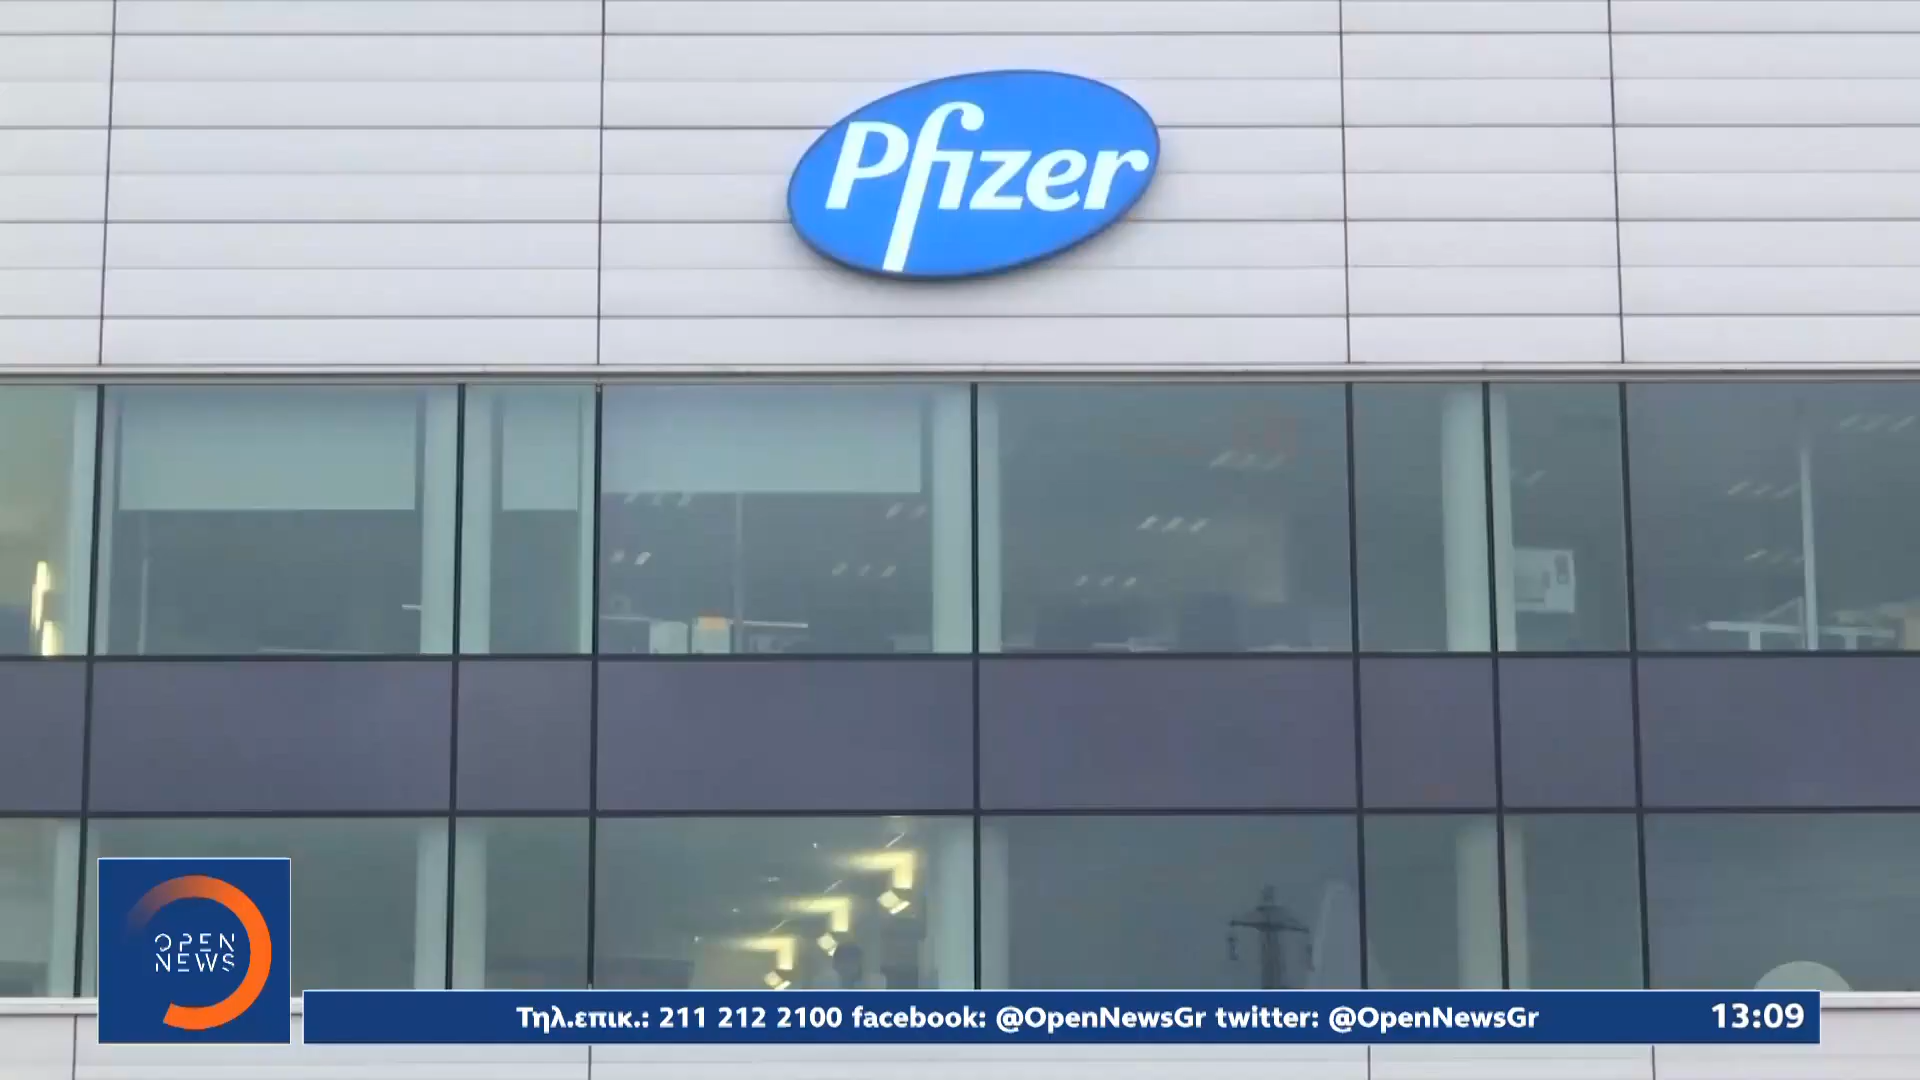 Pfizer
OPEN
NEWS
Τηλ.επικ.: 211 212 2100 facebook: @OpenNewsGr twitter: @OpenNewsGr
13:09